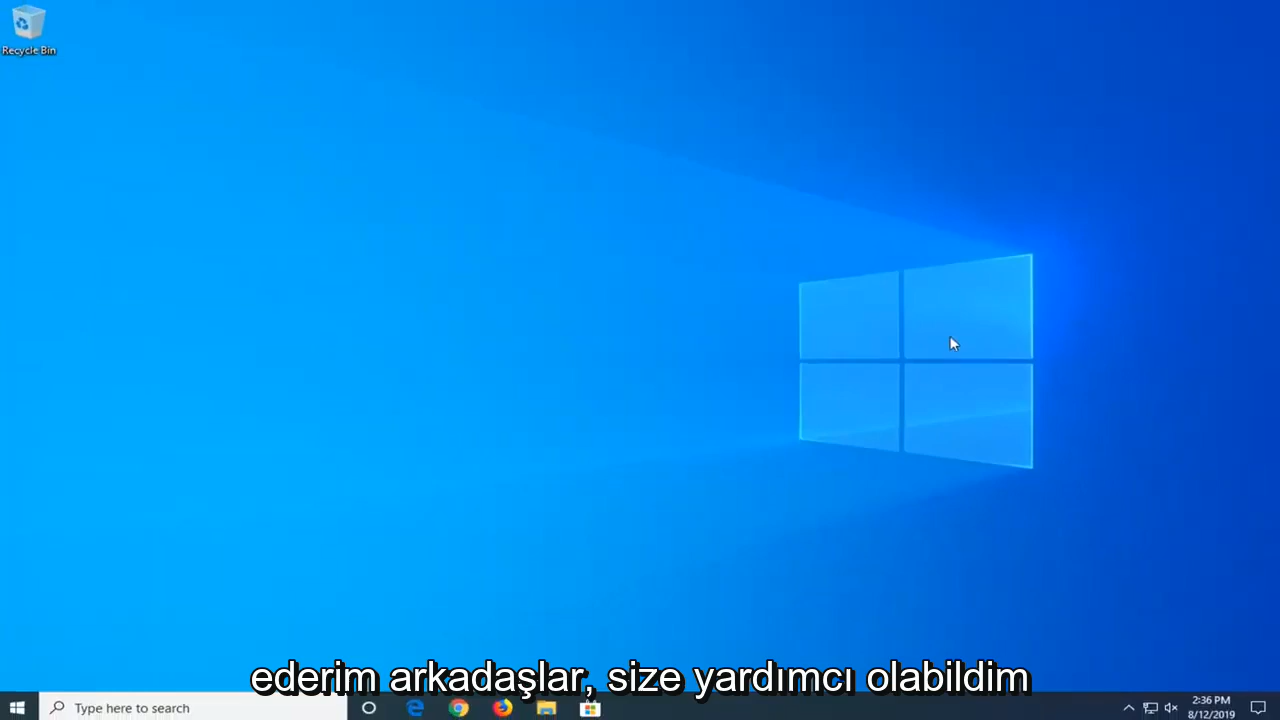 Recycle Bin
ederim arkadaşlar, size yardımcı olabildim
Type here to search
2:36 PM
8/12/2019